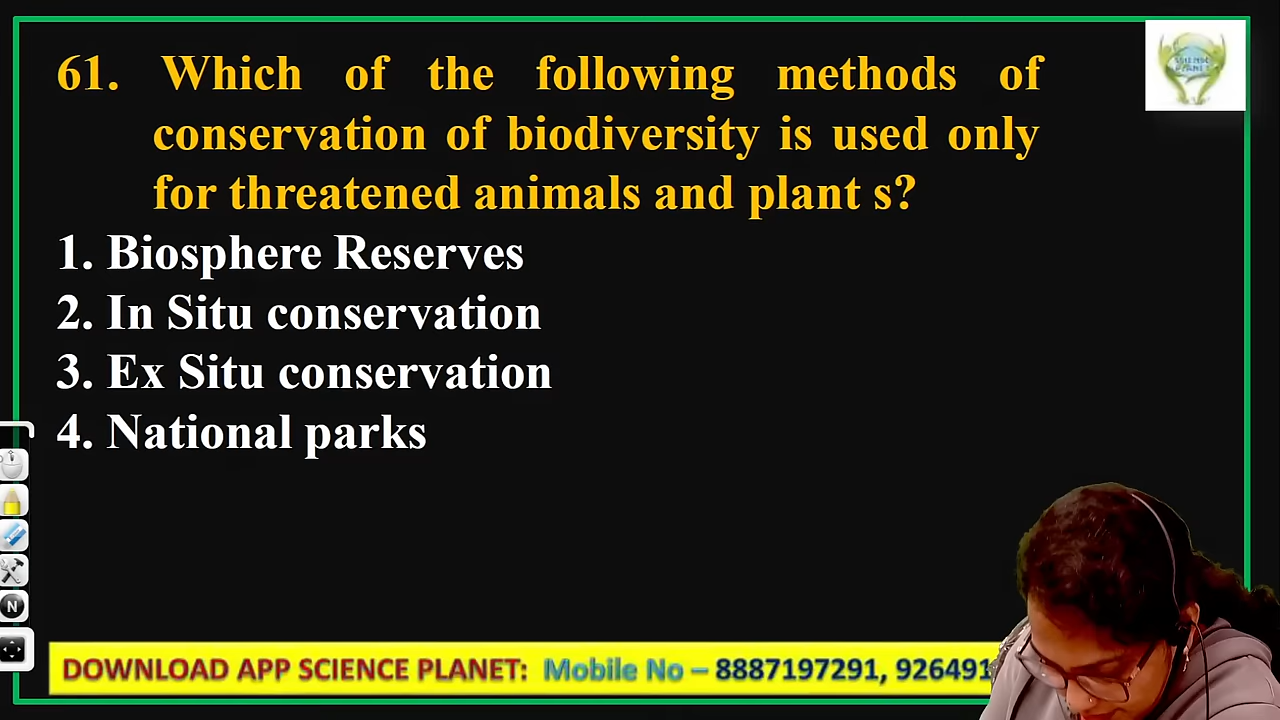 61. Which of the following methods of
conservation of biodiversity is used only
for threatened animals and plant s?
1. Biosphere Reserves
2. In Situ conservation
3. Ex Situ conservation
4. National parks
N
DOWNLOAD APP SCIENCE PLANET: Mobile No – 8887197291, 926491